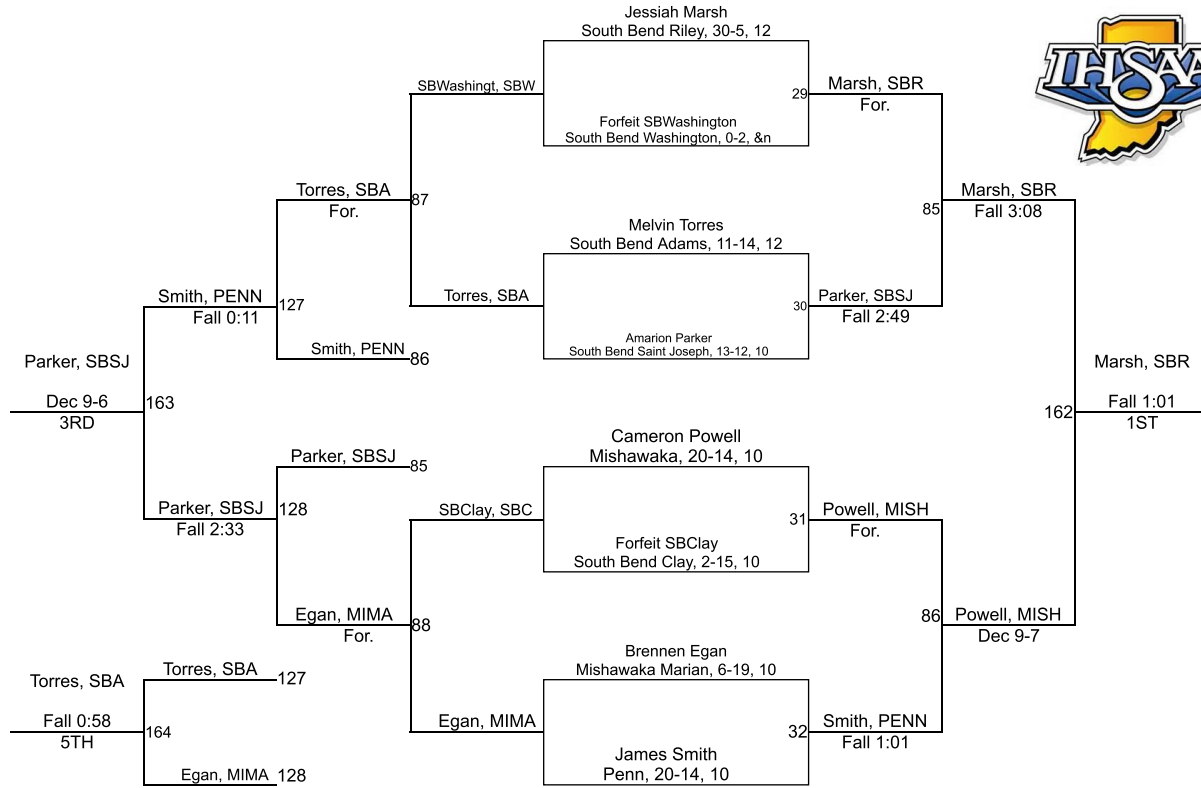 Jessiah Marsh
South Bend Riley, 30-5, 12
SBWashingt, SBW
29
Marsh, SBR
For.
Forfeit SBWashington
South Bend Washington, 0-2, &n
IHSAA
Torres, SBA
For.
87
Melvin Torres
South Bend Adams, 11-14, 12
85
Marsh, SBR
Fall 3:08
Smith, PENN
Fall 0:11
127
Torres, SBA
30
Parker, SBSJ
Fall 2:49
Smith, PENN
86
Amarion Parker
South Bend Saint Joseph, 13-12, 10
Parker, SBSJ
Dec 9-6
3RD
163
Marsh, SBR
Fall 1:01
1ST
162
Parker, SBSJ
85
Cameron Powell
Mishawaka, 20-14, 10
Parker, SBSJ
Fall 2:33
128
SBClay, SBC
31
Powell, MISH
For.
Forfeit SBClay
South Bend Clay, 2-15, 10
Egan, MIMA
For.
88
86
Powell, MISH
Dec 9-7
Brennen Egan
Mishawaka Marian, 6-19, 10
Torres, SBA
Fall 0:58
5TH
164
Torres, SBA
127
Egan, MIMA
32
Smith, PENN
Fall 1:01
Egan, MIMA
128
James Smith
Penn, 20-14, 10